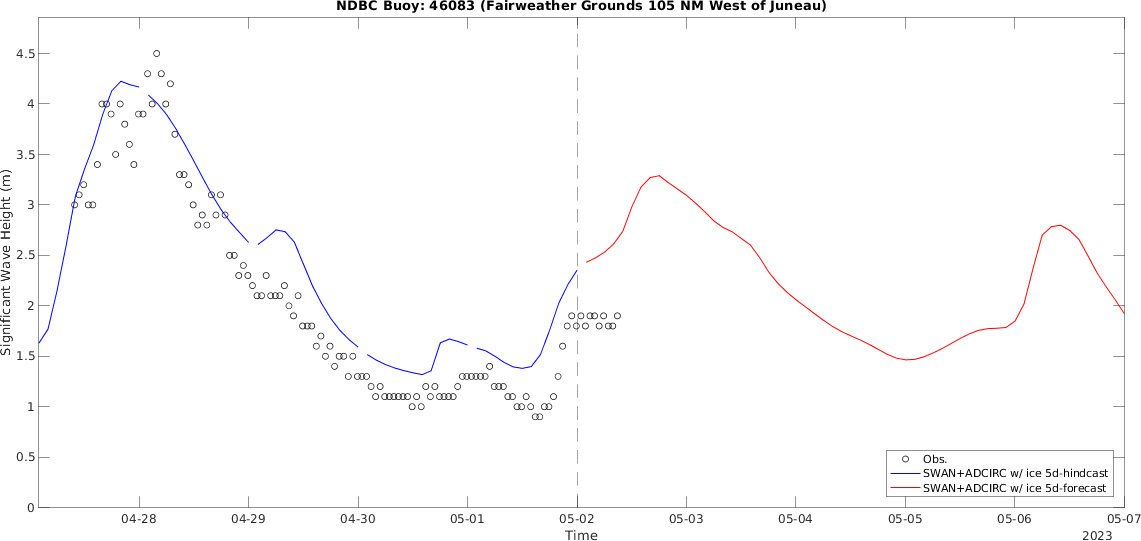 NDBC Buoy: 46083 (Fairweather Grounds 105 NM West of Juneau)
4.5
4
3.5
3
2.5
2
1.5
1
0.5
0
Significant Wave Height (m)
Obs.
SWAN+ADCIRC w/ ice 5d-hindcast
SWAN+ADCIRC w/ ice 5d-forecast
04-28 04-29 04-30 05-01 05-02 05-03 05-04 05-05 05-06 05-07
Time
2023